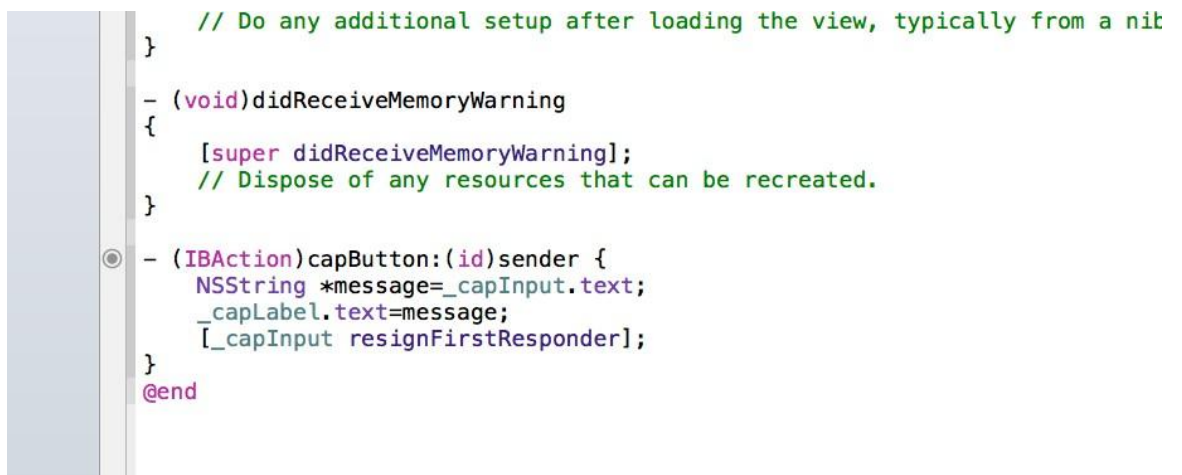 // Do any additional setup after loading the view, typically from a nib
}
- (void)didReceiveMemoryWarning
{
[super didReceiveMemoryWarning];
// Dispose of any resources that can be recreated.
}
- (IBAction)capButton:(id)sender {
NSString *message=_capInput.text;
_capLabel.text=message;
[_capInput resignFirstResponder];
}
@end